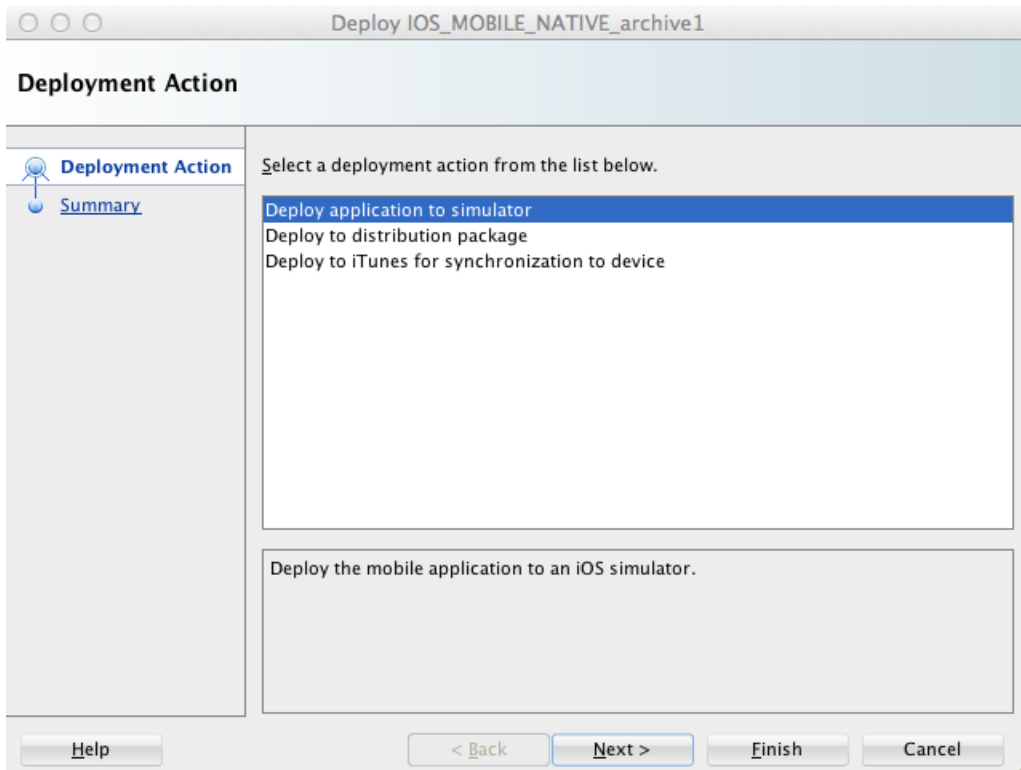 Deploy IOS_MOBILE_NATIVE_archive1
Deployment Action
Deployment Action
Summary
Select a deployment action from the list below.
Deploy application to simulator
Deploy to distribution package
Deploy to iTunes for synchronization to device
Deploy the mobile application to an iOS simulator.
Help
< Back
Next >
Finish
Cancel